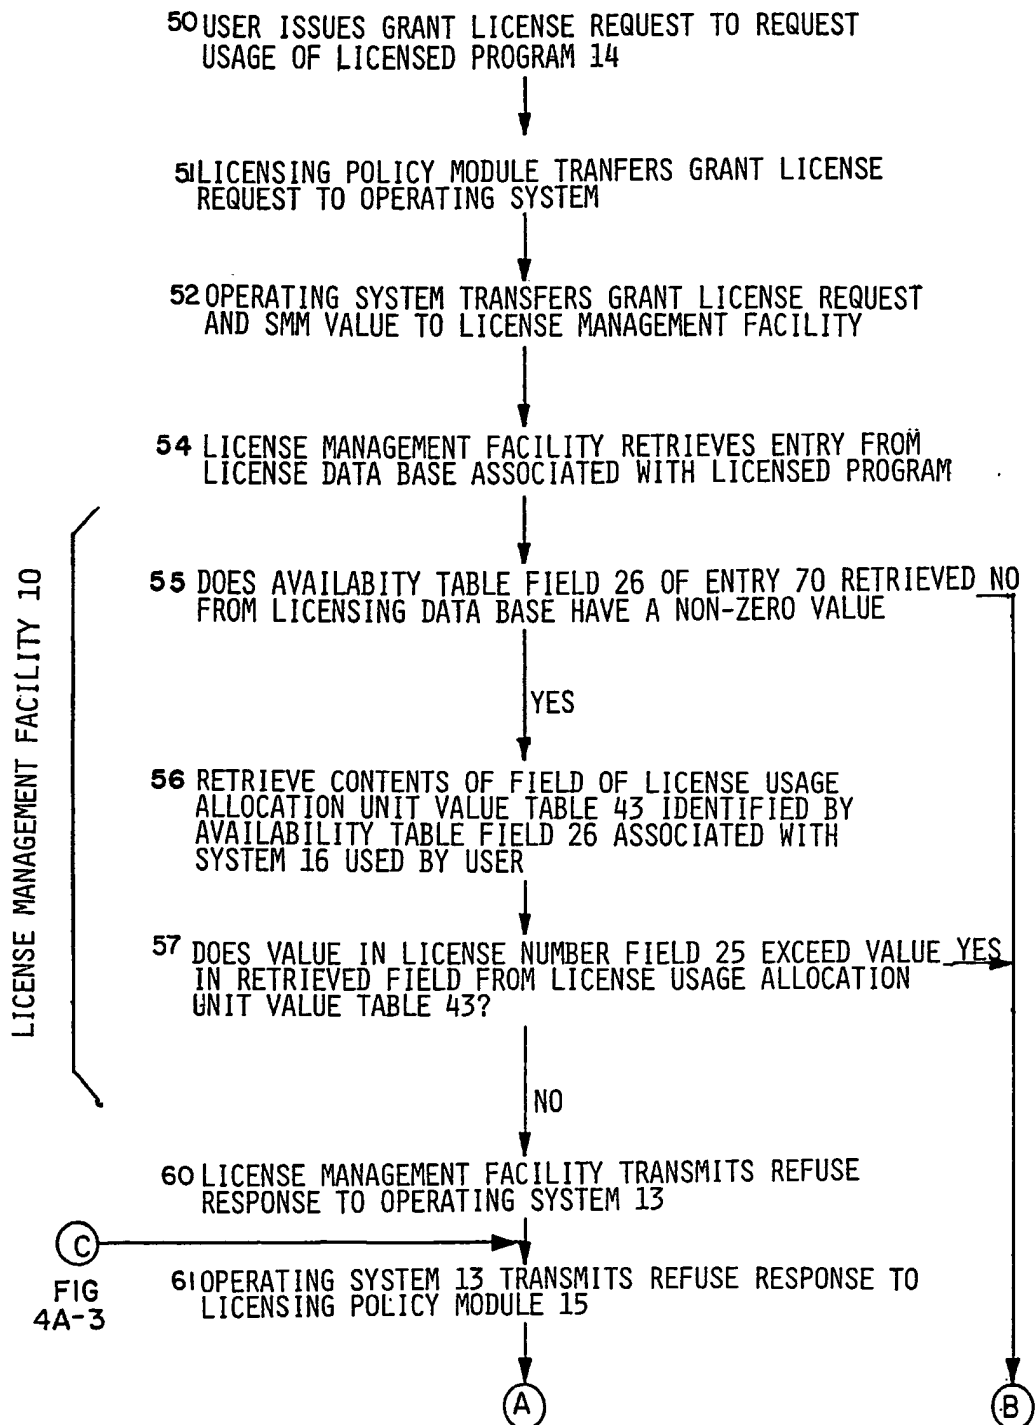 50 USER ISSUES GRANT LICENSE REQUEST TO REQUEST
USAGE OF LICENSED PROGRAM 14
51 LICENSING POLICY MODULE TRANFERS GRANT LICENSE
REQUEST TO OPERATING SYSTEM
52 OPERATING SYSTEM TRANSFERS GRANT LICENSE REQUEST
AND SMM VALUE TO LICENSE MANAGEMENT FACILITY
54 LICENSE MANAGEMENT FACILITY RETRIEVES ENTRY FROM
LICENSE DATA BASE ASSOCIATED WITH LICENSED PROGRAM
LICENSE MANAGEMENT FACILITY 10
55 DOES AVAILABITY TABLE FIELD 26 OF ENTRY 70 RETRIEVED NO
FROM LICENSING DATA BASE HAVE A NON-ZERO VALUE
YES
56 RETRIEVE CONTENTS OF FIELD OF LICENSE USAGE
ALLOCATION UNIT VALUE TABLE 43 IDENTIFIED BY
AVAILABILITY TABLE FIELD 26 ASSOCIATED WITH
SYSTEM 16 USED BY USER
57 DOES VALUE IN LICENSE NUMBER FIELD 25 EXCEED VALUE YES
IN RETRIEVED FIELD FROM LICENSE USAGE ALLOCATION
UNIT VALUE TABLE 43?
NO
60 LICENSE MANAGEMENT FACILITY TRANSMITS REFUSE
RESPONSE TO OPERATING SYSTEM 13
C
FIG
4A-3
61 OPERATING SYSTEM 13 TRANSMITS REFUSE RESPONSE TO
LICENSING POLICY MODULE 15
A
B